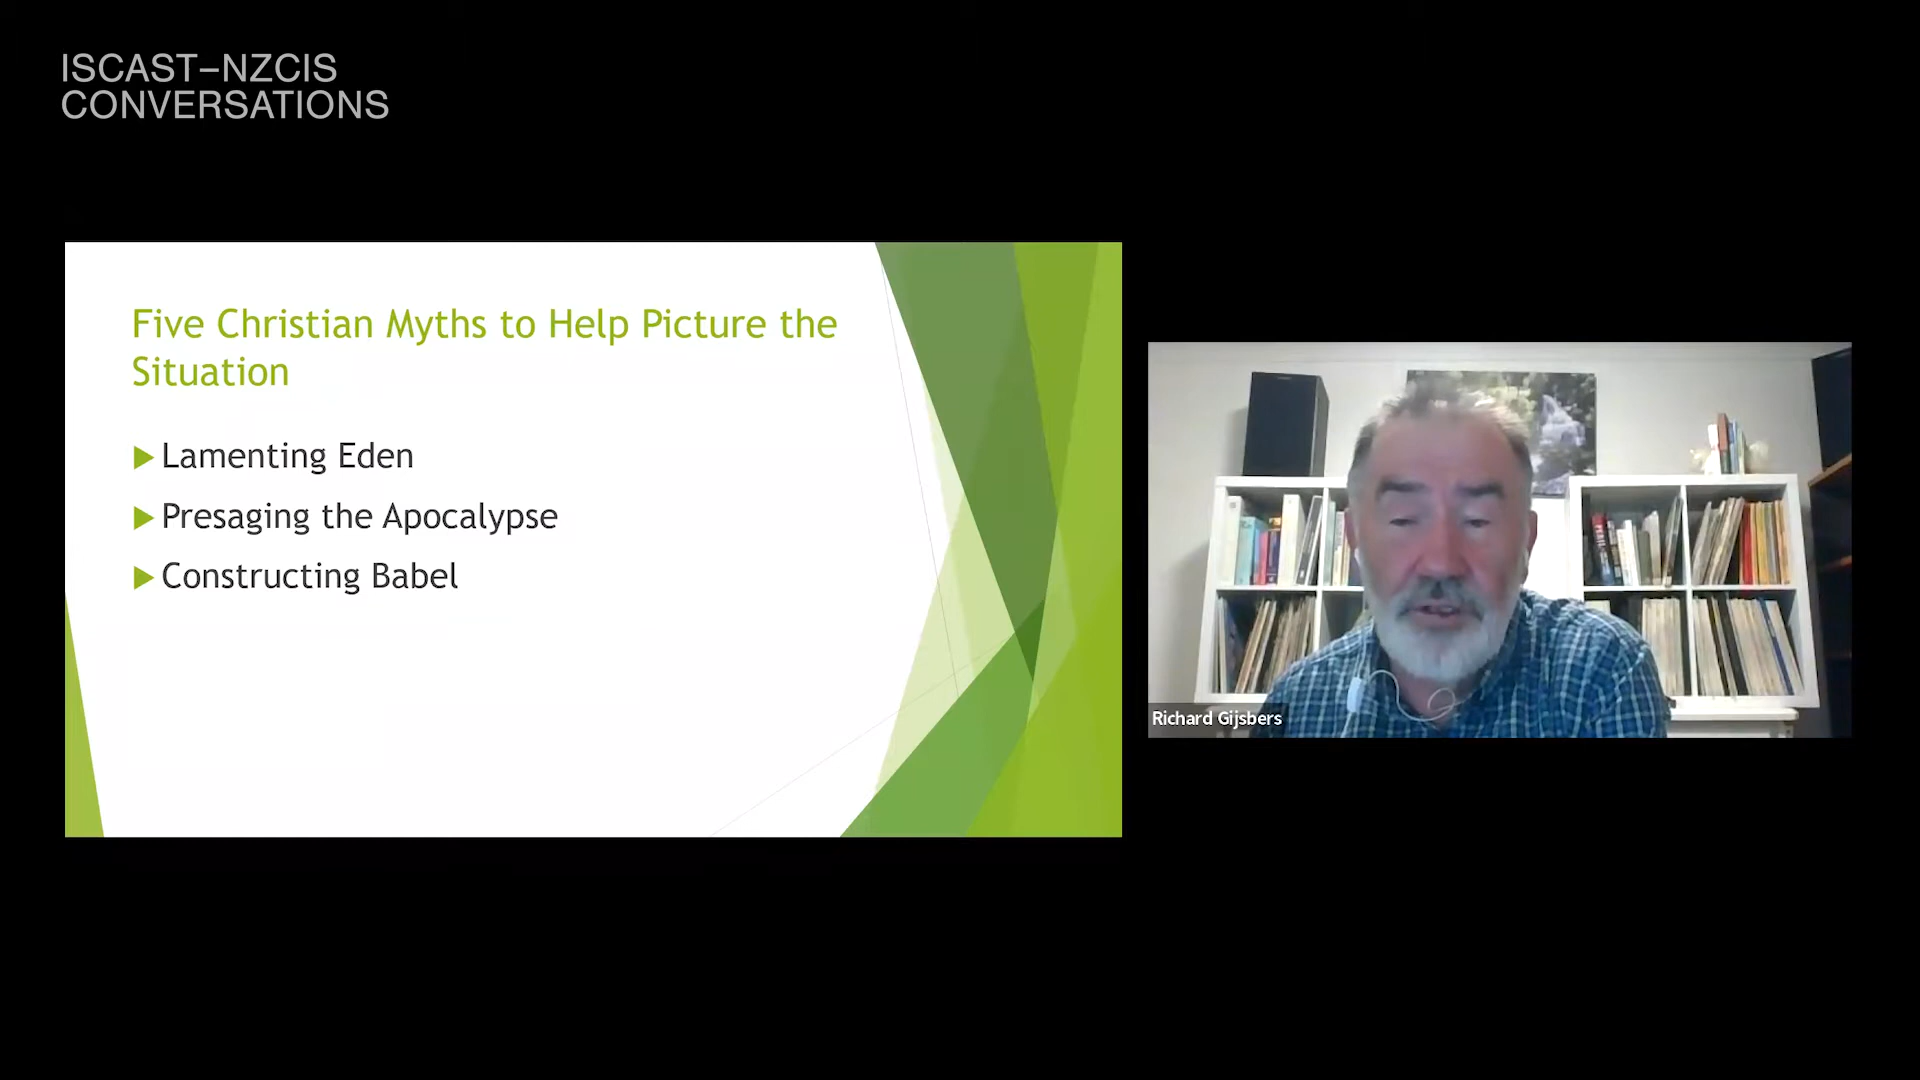 ISCAST–NZCIS
CONVERSATIONS
Five Christian Myths to Help Picture the
Situation
Lamenting Eden
Presaging the Apocalypse
Constructing Babel
Richard Gijsbers